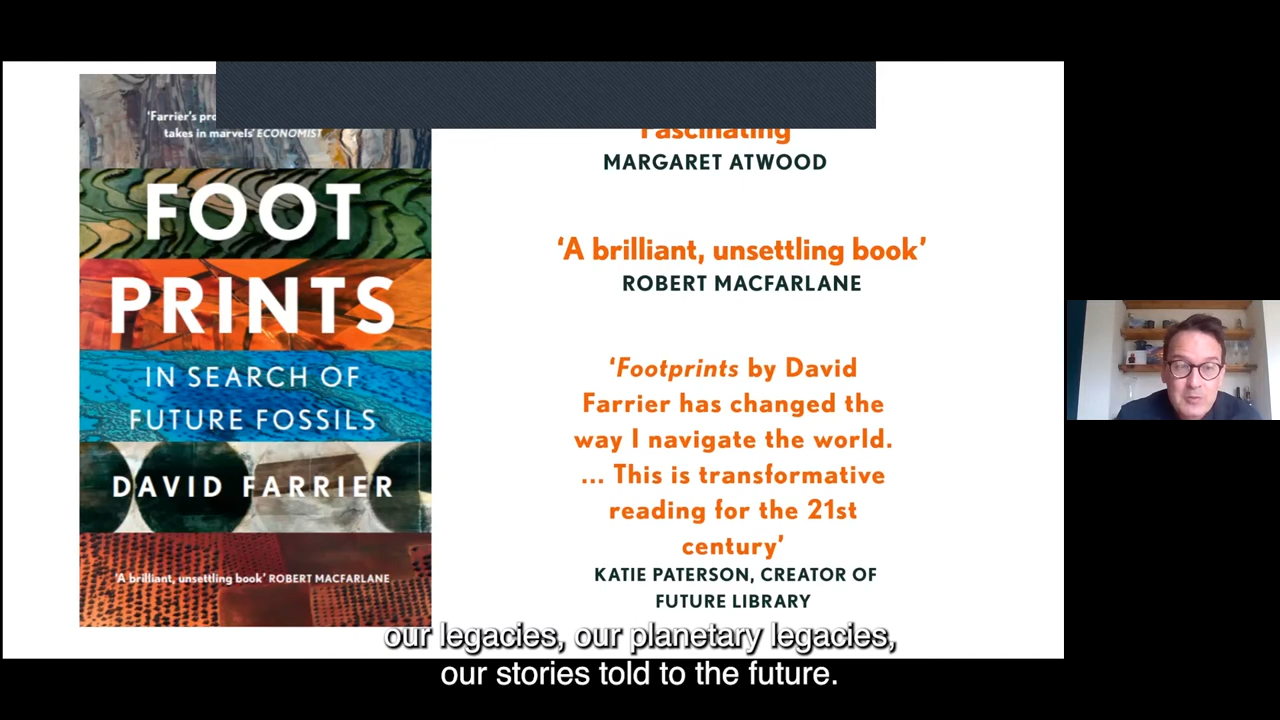 ‘Farrier's
takes in marvels’ ECONOMIST
FOOT
PRINTS
IN SEARCH OF
FUTURE FOSSILS
DAVID FARRIER
‘A brilliant, unsettling book’ ROBERT MACFARLANE
Fascinating
MARGARET ATWOOD
‘A brilliant, unsettling book’
ROBERT MACFARLANE
‘Footprints by David
Farrier has changed the
way I navigate the world.
... This is transformative
reading for the 21st
century’
KATIE PATERSON, CREATOR OF
FUTURE LIBRARY
our legacies, our planetary legacies,
our stories told to the future.